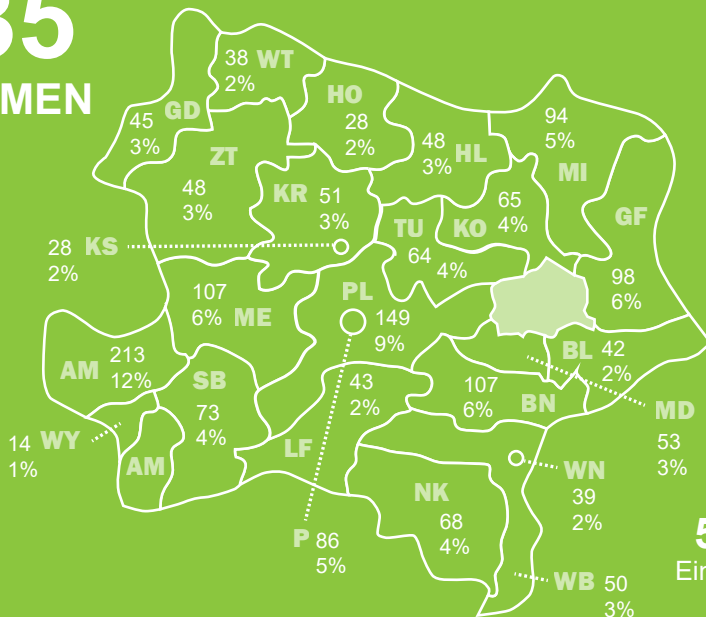 35
MEN
38 WT
2%
HO
28
2%
GD
45
3%
ZT
48
3%
48 HL
3%
94
5%
MI
KR 51
3%
65
KO 4%
TU
64
4%
GF
98
6%
28 KS
2%
107
6% ME
PL
149
9%
AM 213
12%
SB
73
4%
43
2%
LF
BL 42
2%
107
6% BN
MD
53
3%
14 WY
1%
AM
NK
68
4%
WN
39
2%
P 86
5%
WB 50
3%
5
Ein